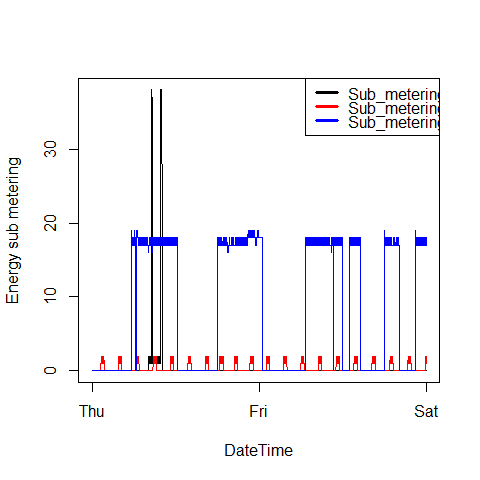 Sub_metering
Sub_metering
Sub_metering
Energy sub metering
30
20
10
0
Thu Fri Sat
DateTime